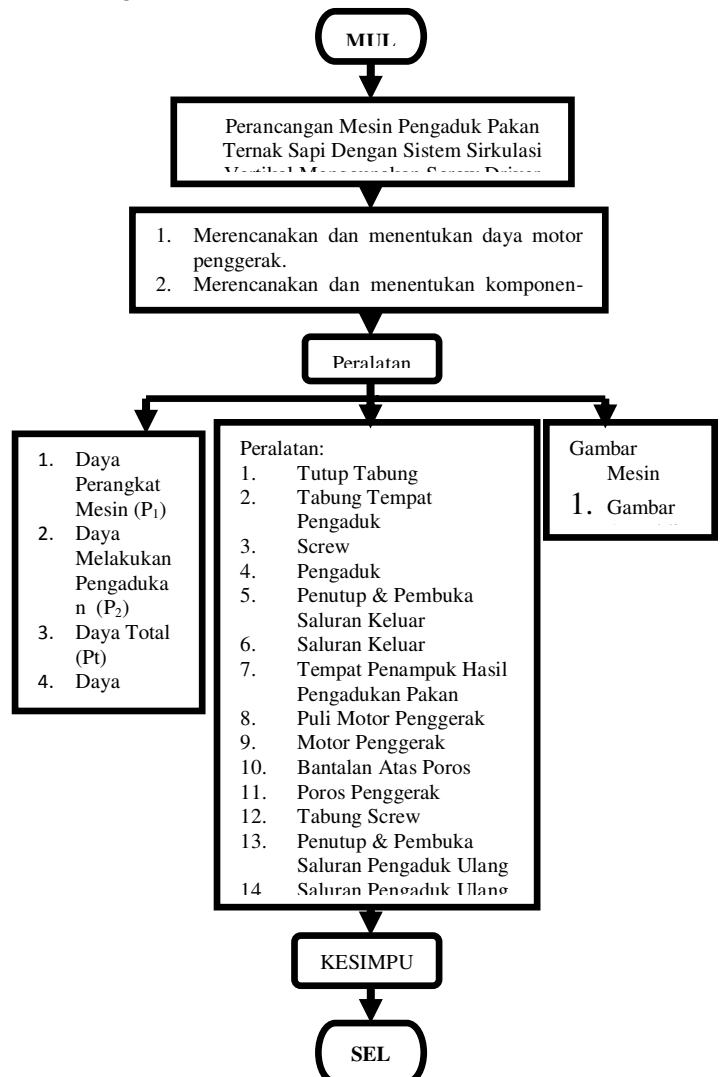 MUL
Perancangan Mesin Pengaduk Pakan
Ternak Sapi Dengan Sistem Sirkulasi
Vertikal Menggunakan Screw Driver
1. Merencanakan dan menentukan daya motor
penggerak.
2. Merencanakan dan menentukan komponen-
Peralatan
1. Daya
Perangkat
Mesin (P₁)
2. Daya
Melakukan
Pengaduka
n (P₂)
3. Daya Total
(Pt)
4. Daya
Peralatan:
1. Tutup Tabung
2. Tabung Tempat
Pengaduk
3. Screw
4. Pengaduk
5. Penutup & Pembuka
Saluran Keluar
6. Saluran Keluar
7. Tempat Penampuk Hasil
Pengadukan Pakan
8. Puli Motor Penggerak
9. Motor Penggerak
10. Bantalan Atas Poros
11. Poros Penggerak
12. Tabung Screw
13. Penutup & Pembuka
Saluran Pengaduk Ulang
14 Saluran Pengaduk Ulang
Gambar
Mesin
1. Gambar
KESIMPU
SEL